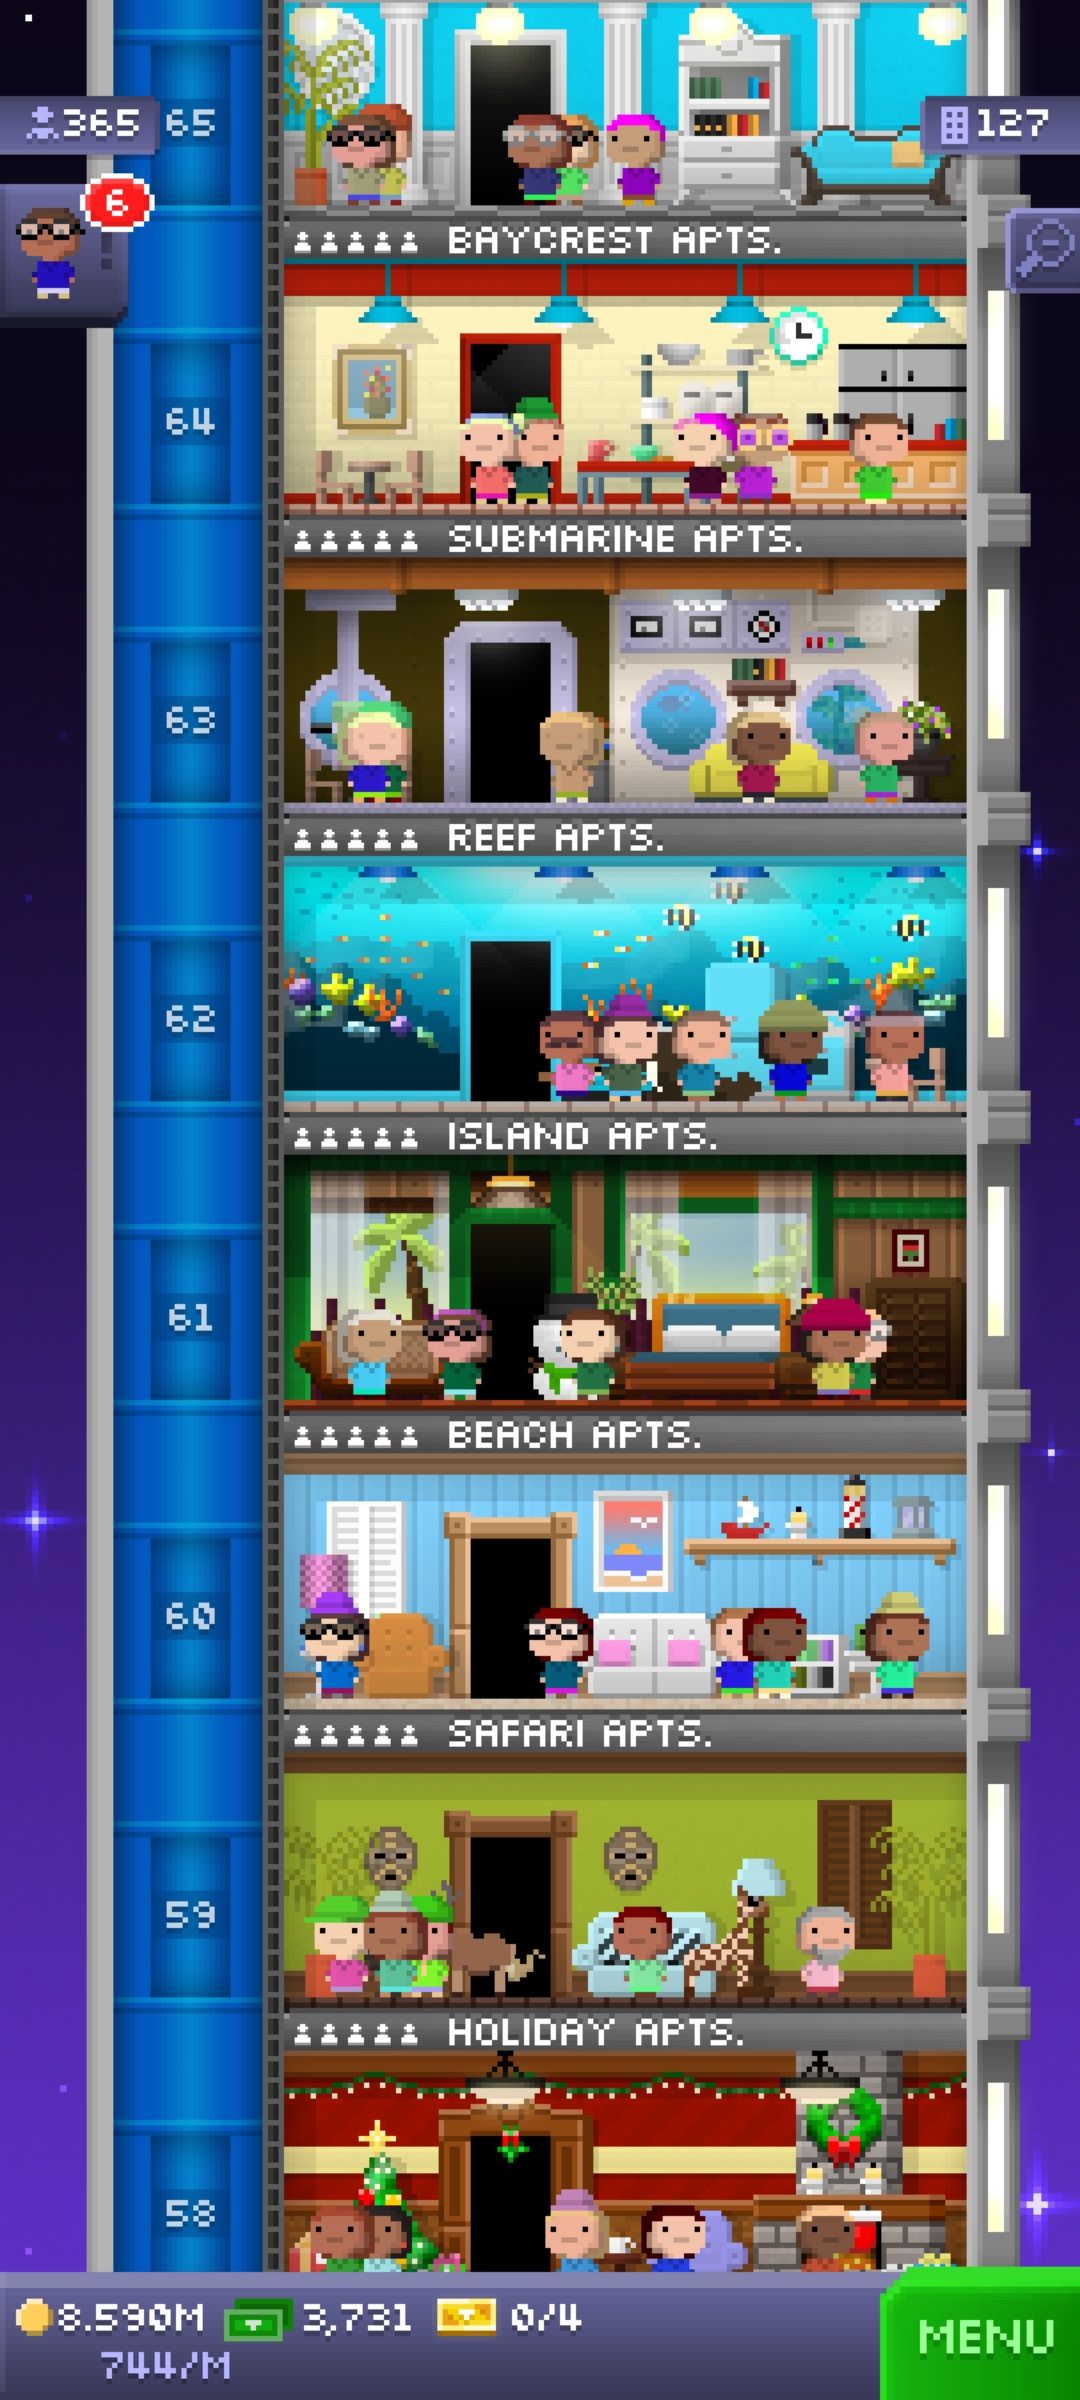 365
65
127
6
BAYCREST APTS.
64
SUBMARINE APTS.
63
REEF APTS.
62
ISLAND APTS.
61
BEACH APTS.
60
SAFARI APTS.
59
HOLIDAY APTS.
58
8.590M 3,731 0/4
744/M
MENU